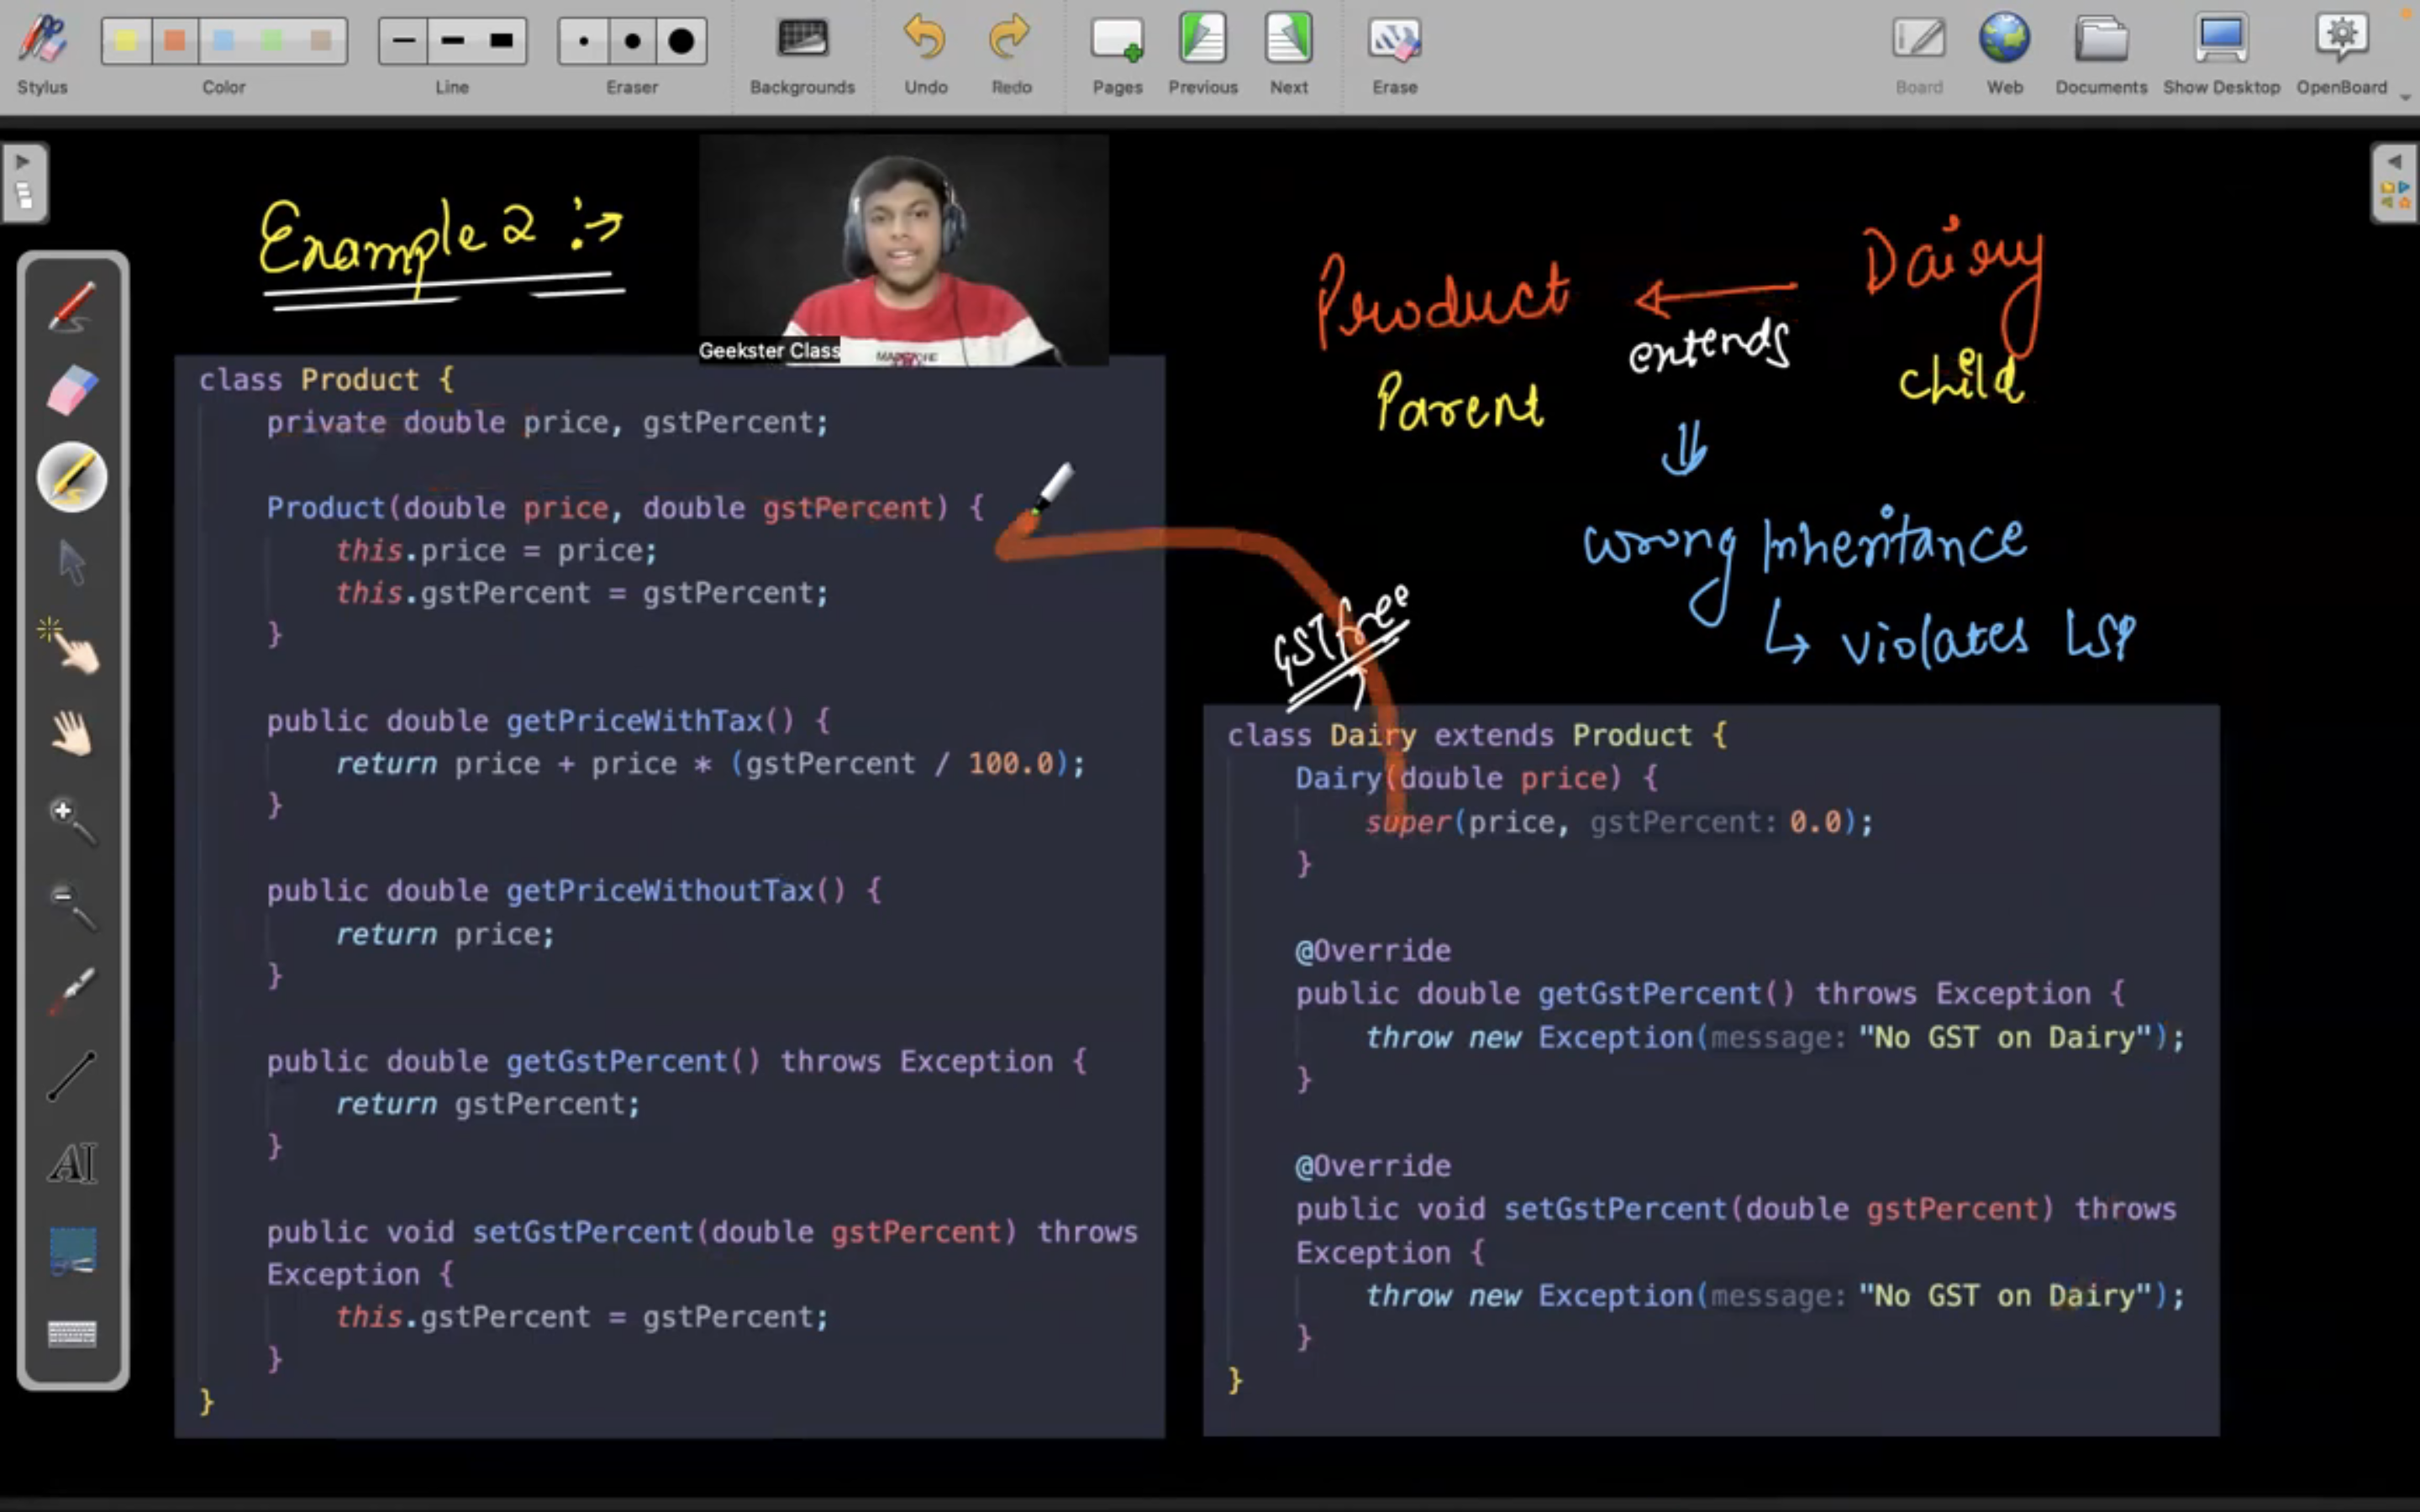 Stylus
Color
Line
Eraser
Backgrounds
Undo
Redo
Pages
Previous
Next
Erase
Board
Web
Documents
Show Desktop
OpenBoard
Example 2 :→
Geekster Class
Product ← Dairy
extends
Parent
child
⇓
wrong Inheritance
↳ violates LSP
GST free
class Product {
private double price, gstPercent;
Product(double price, double gstPercent) {
this.price = price;
this.gstPercent = gstPercent;
}
public double getPriceWithTax() {
return price + price * (gstPercent / 100.0);
}
public double getPriceWithoutTax() {
return price;
}
public double getGstPercent() throws Exception {
return gstPercent;
}
public void setGstPercent(double gstPercent) throws
Exception {
this.gstPercent = gstPercent;
}
}
class Dairy extends Product {
Dairy(double price) {
super(price, gstPercent: 0.0);
}
@Override
public double getGstPercent() throws Exception {
throw new Exception(message: "No GST on Dairy");
}
@Override
public void setGstPercent(double gstPercent) throws
Exception {
throw new Exception(message: "No GST on Dairy");
}
}
AI